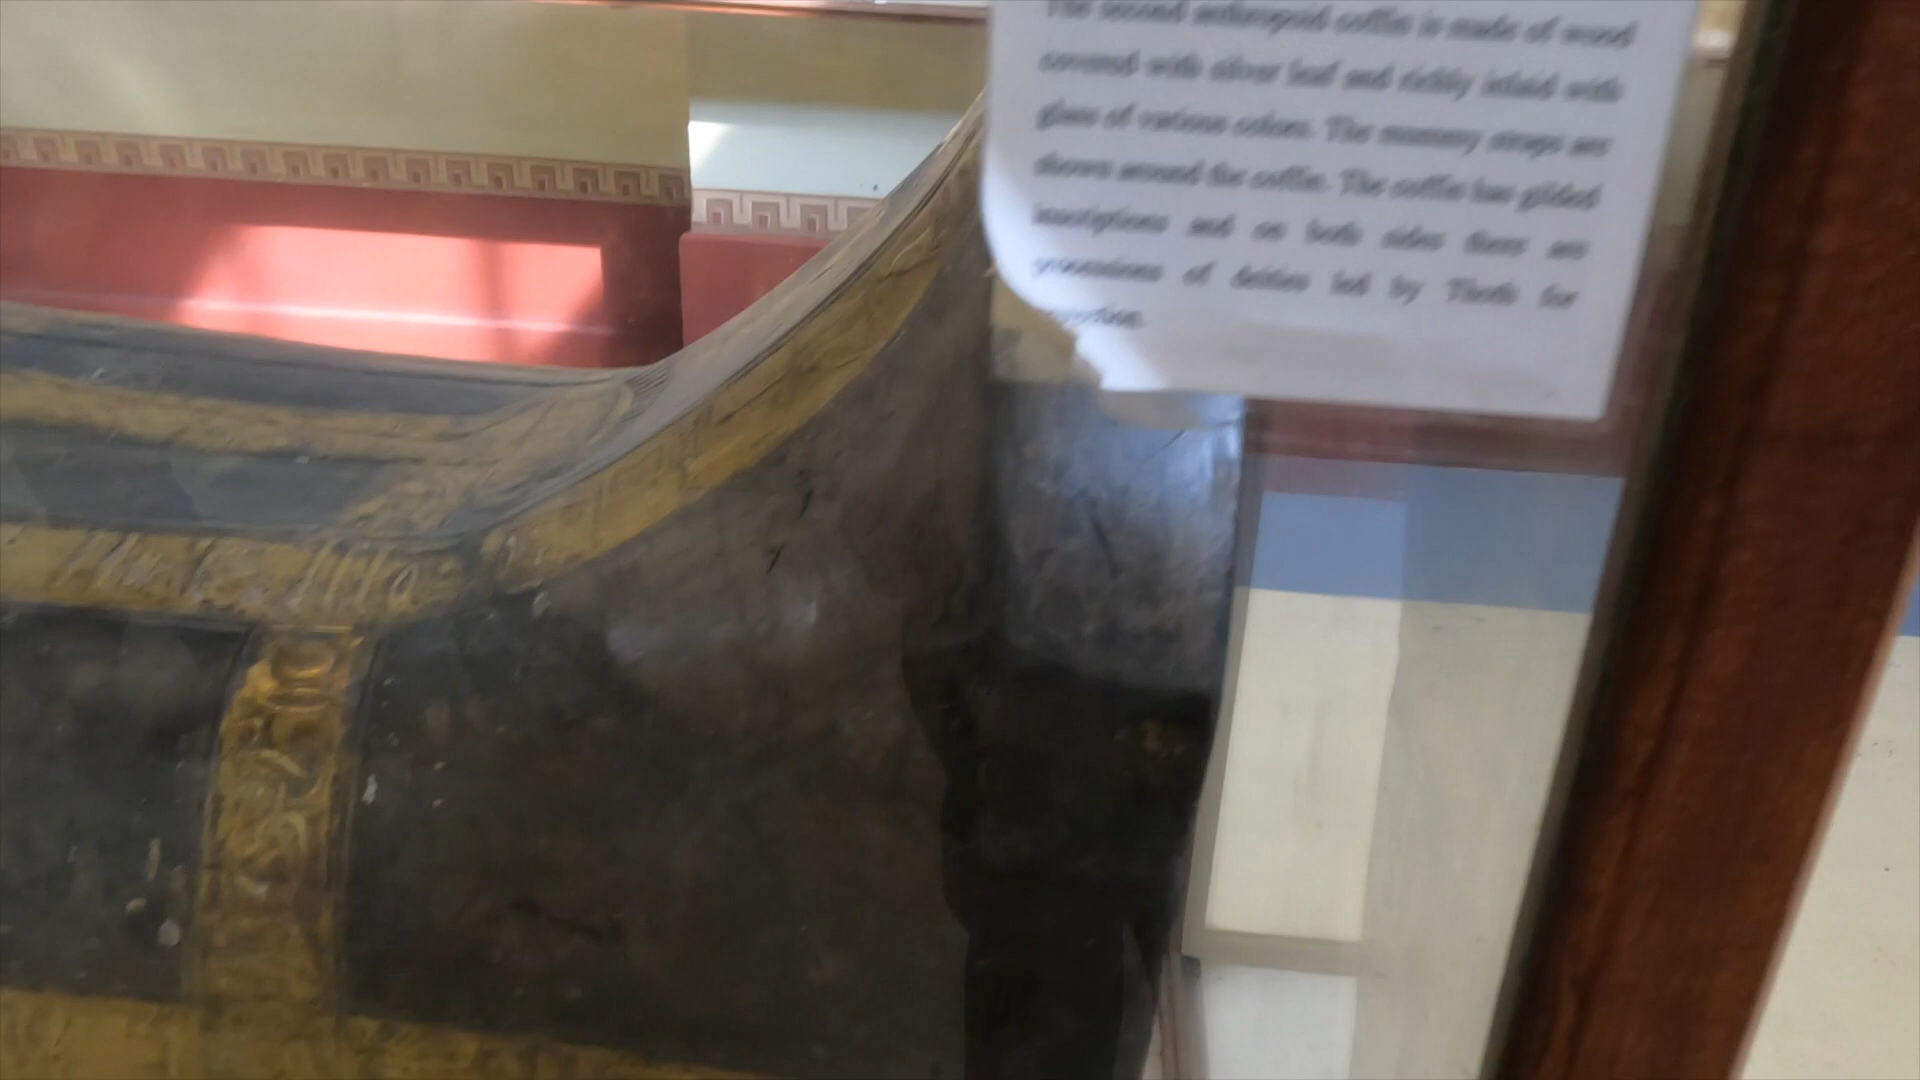 The second anthropoid coffin is made of wood
covered with silver leaf and richly inlaid with
glass of various colors. The mummy straps are
shown around the coffin. The coffin has gilded
inscriptions and on both sides there are
processions of deities led by Thoth for